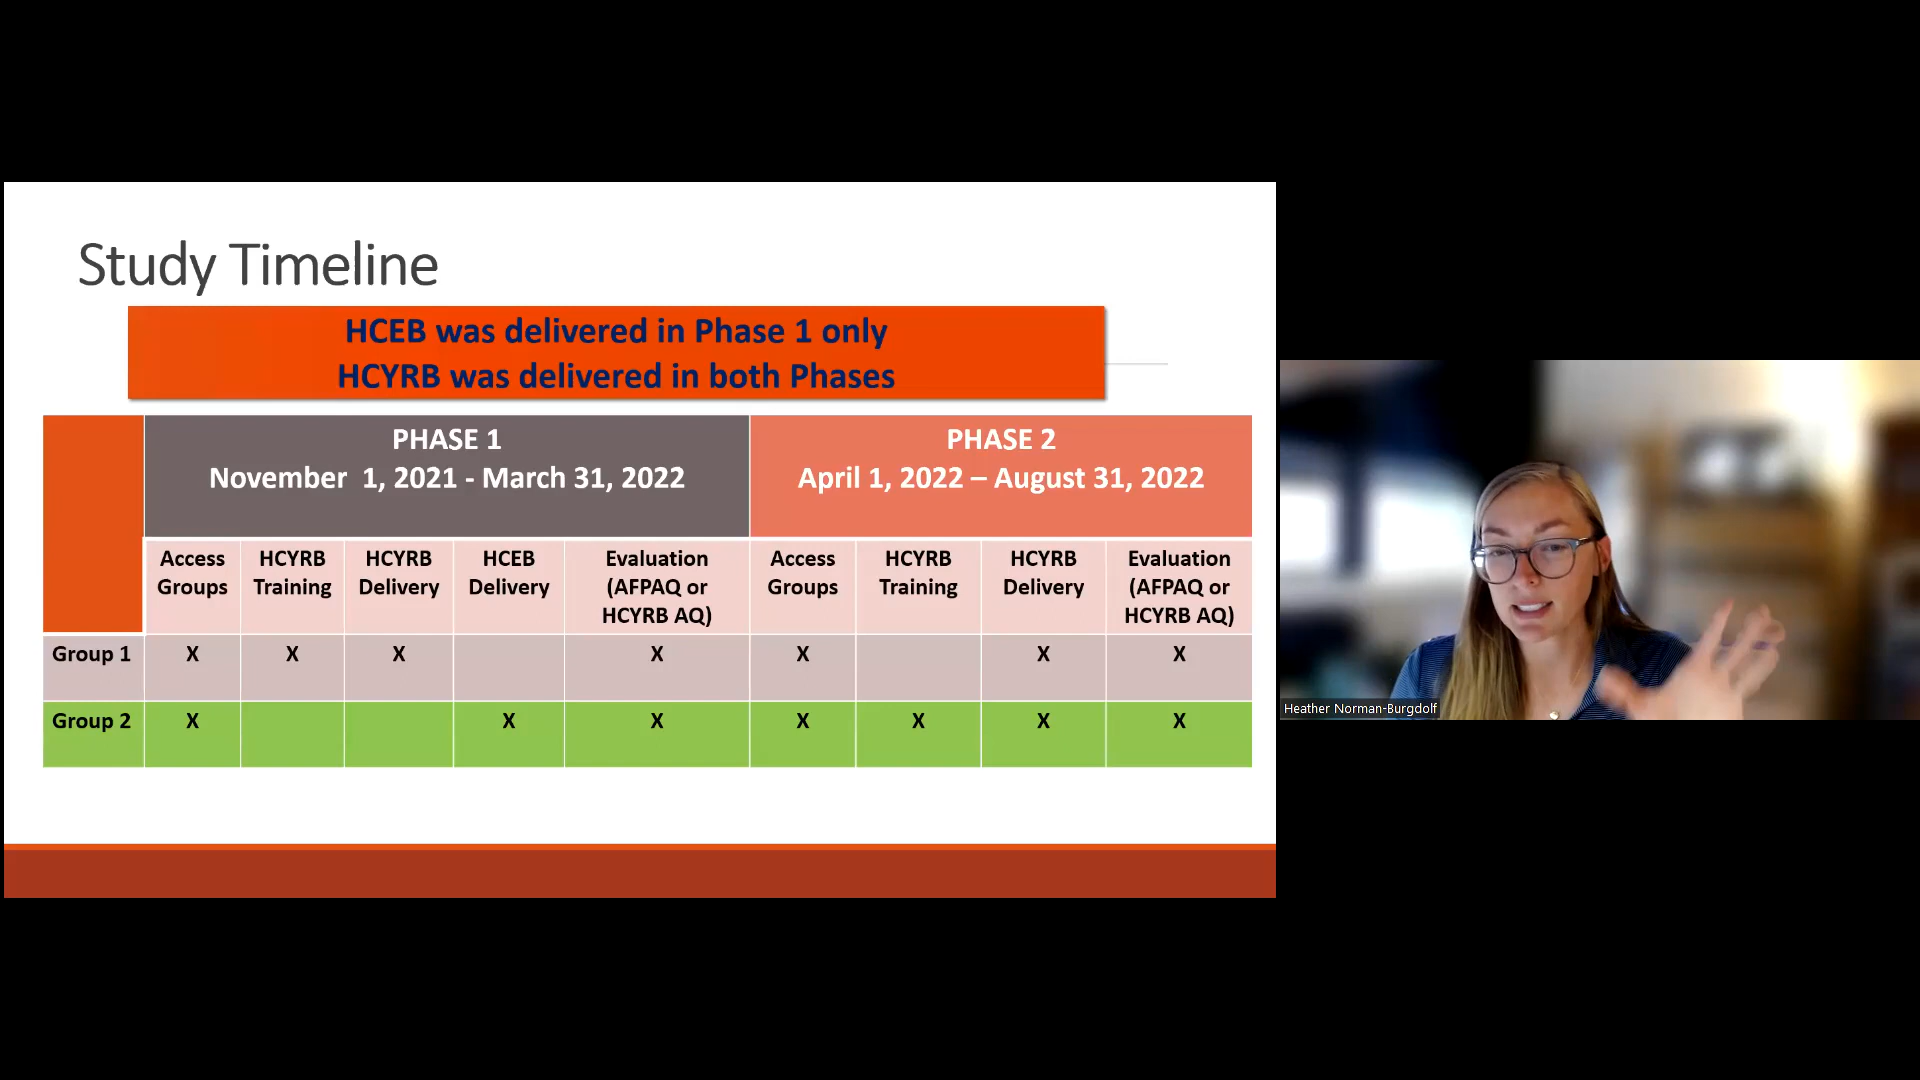 Study Timeline
HCEB was delivered in Phase 1 only
HCYRB was delivered in both Phases
PHASE 1
November 1, 2021 - March 31, 2022
PHASE 2
April 1, 2022 – August 31, 2022
Access Groups
HCYRB Training
HCYRB Delivery
HCEB Delivery
Evaluation (AFPAQ or HCYRB AQ)
Access Groups
HCYRB Training
HCYRB Delivery
Evaluation (AFPAQ or HCYRB AQ)
Group 1 X X X X X X X
Group 2 X X X X X X X
Heather Norman-Burgdolf